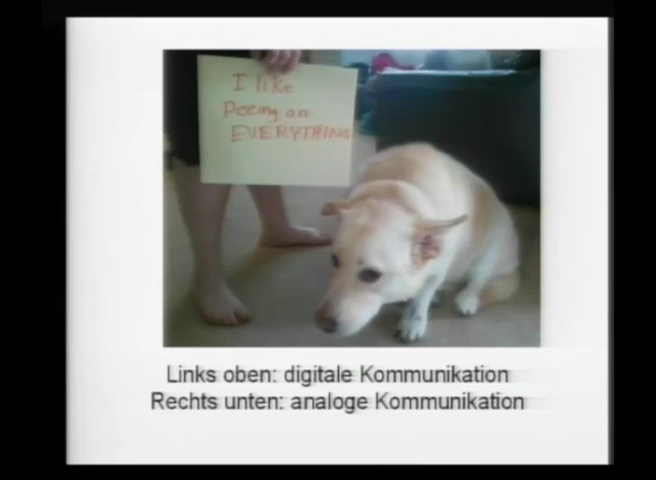 I like
Peeing on
EVERYTHING
Links oben: digitale Kommunikation
Rechts unten: analoge Kommunikation